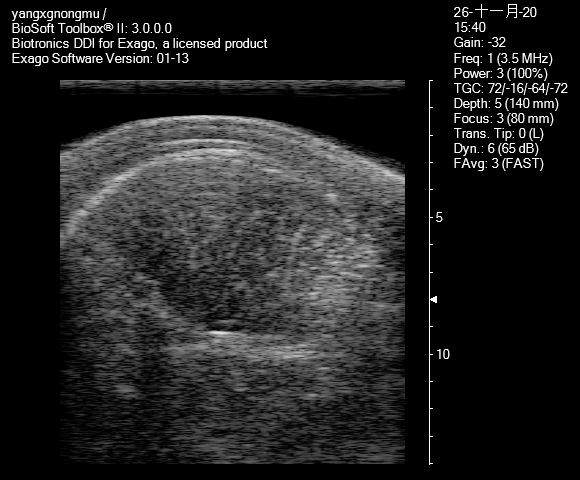 yangxgnongmu /
BioSoft Toolbox® II: 3.0.0.0
Biotronics DDI for Exago, a licensed product
Exago Software Version: 01-13
26-十一月-20
15:40
Gain: -32
Freq: 1 (3.5 MHz)
Power: 3 (100%)
TGC: 72/-16/-64/-72
Depth: 5 (140 mm)
Focus: 3 (80 mm)
Trans. Tip: 0 (L)
Dyn.: 6 (65 dB)
FAvg: 3 (FAST)
5
10